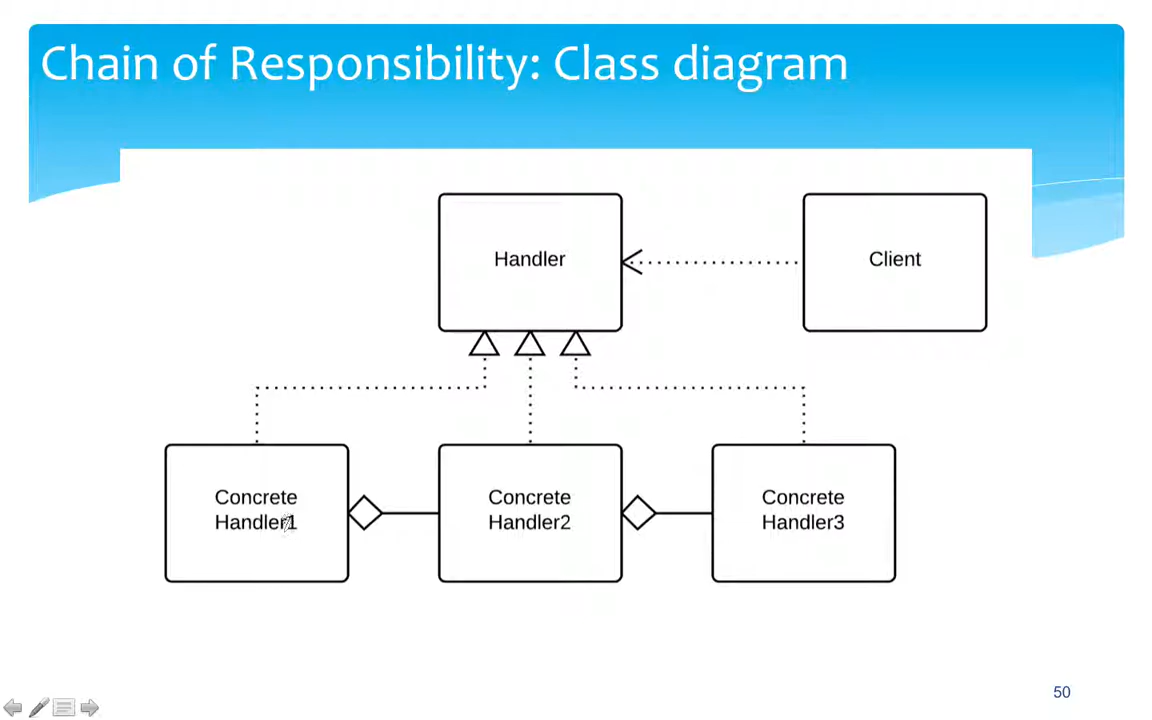 Chain of Responsibility: Class diagram
Handler
Client
Concrete
Handler1
Concrete
Handler2
Concrete
Handler3
50